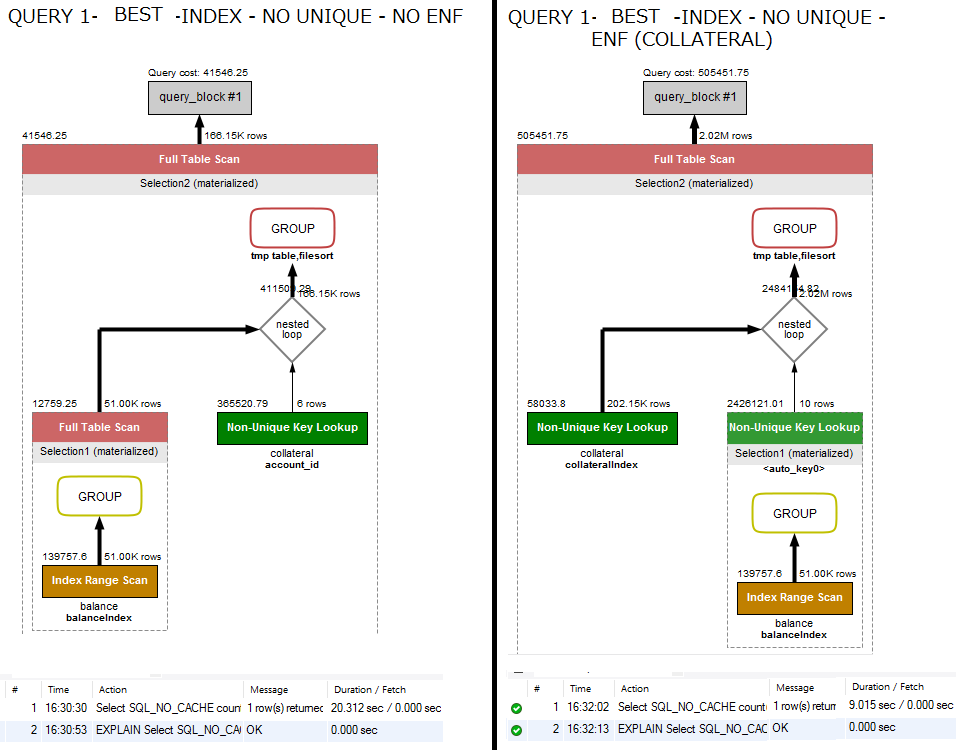 QUERY 1- BEST -INDEX - NO UNIQUE - NO ENF
Query cost: 41546.25
query_block #1
41546.25
166.15K rows
Full Table Scan
Selection2 (materialized)
GROUP
tmp table,filesort
166.15K rows
nested
loop
12759.25
51.00K rows
365520.79
6 rows
Full Table Scan
Non-Unique Key Lookup
Selection1 (materialized)
collateral
account_id
GROUP
139757.6
51.00K rows
Index Range Scan
balance
balanceIndex
# Time Action Message Duration / Fetch
1 16:30:30 Select SQL_NO_CACHE coun 1 row(s) returned 20.312 sec / 0.000 sec
2 16:30:53 EXPLAIN Select SQL_NO_CA OK 0.000 sec
QUERY 1- BEST -INDEX - NO UNIQUE -
ENF (COLLATERAL)
Query cost: 505451.75
query_block #1
505451.75
2.02M rows
Full Table Scan
Selection2 (materialized)
GROUP
tmp table,filesort
2.02M rows
nested
loop
58033.8
202.15K rows
2426121.01
10 rows
Non-Unique Key Lookup
Non-Unique Key Lookup
collateral
collateralIndex
Selection1 (materialized)
<auto_key0>
GROUP
139757.6
51.00K rows
Index Range Scan
balance
balanceIndex
# Time Action Message Duration / Fetch
1 16:32:02 Select SQL_NO_CACHE count 1 row(s) return 9.015 sec / 0.000 sec
2 16:32:13 EXPLAIN Select SQL_NO_CA OK 0.000 sec